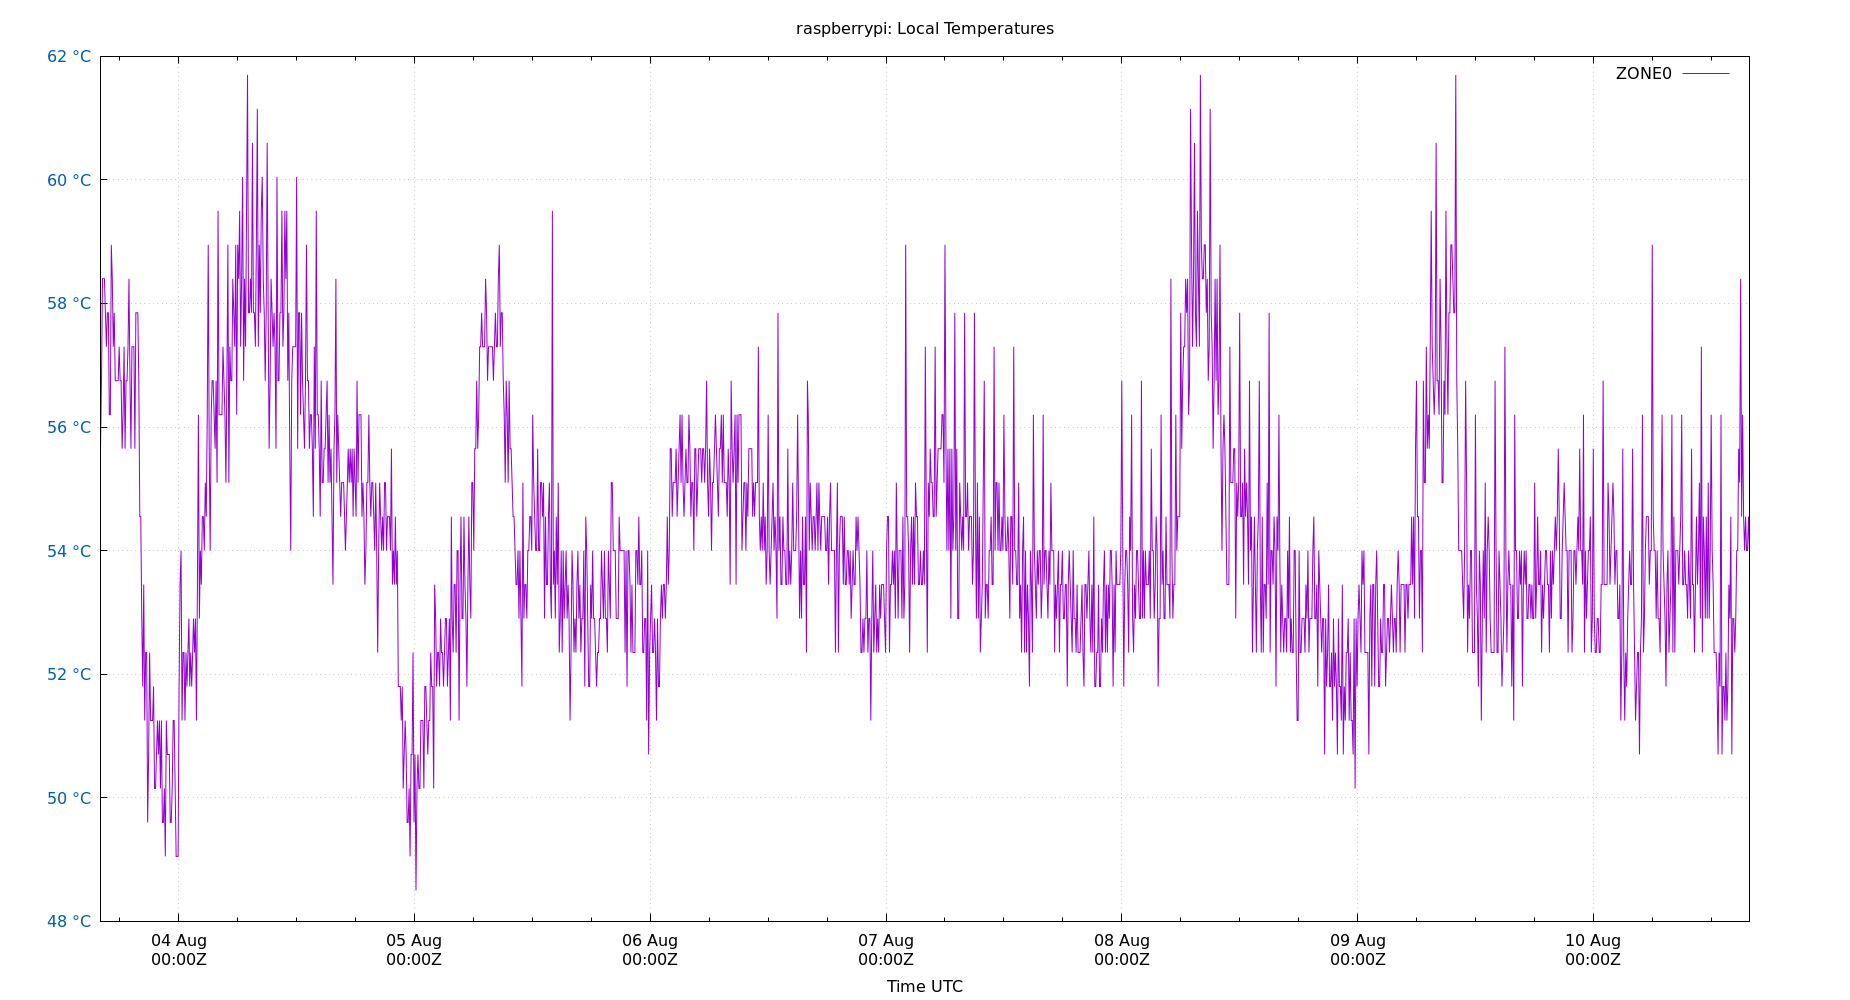 raspberrypi: Local Temperatures
ZONE0
62 °C
60 °C
58 °C
56 °C
54 °C
52 °C
50 °C
48 °C
04 Aug 05 Aug 06 Aug 07 Aug 08 Aug 09 Aug 10 Aug
00:00Z 00:00Z 00:00Z 00:00Z 00:00Z 00:00Z 00:00Z
Time UTC